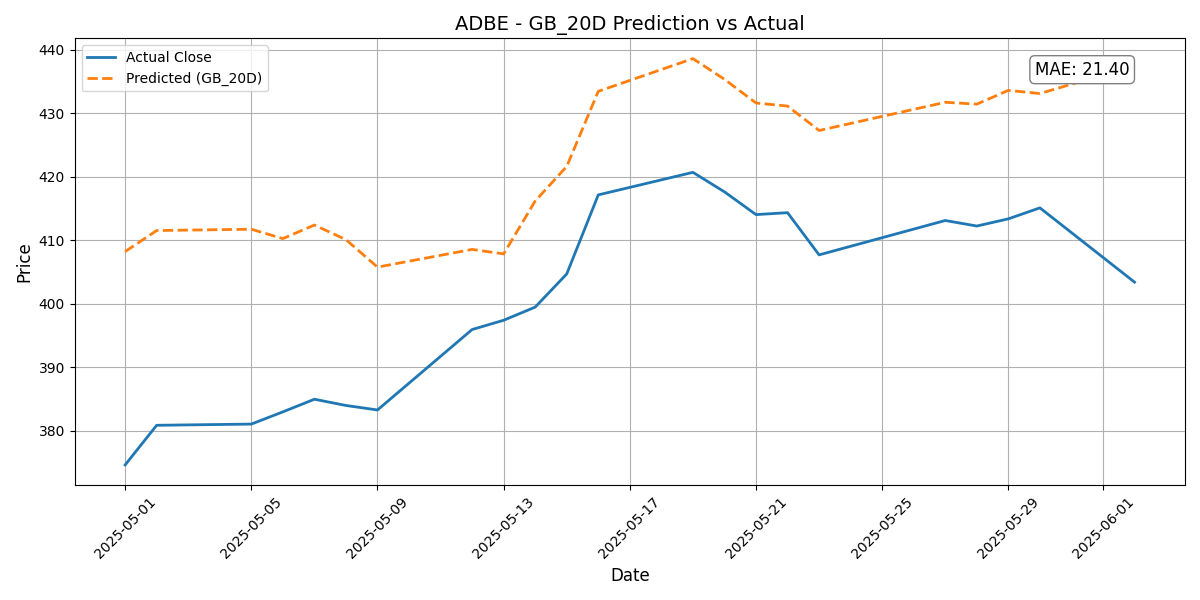 ADBE - GB_20D Prediction vs Actual
Actual Close
Predicted (GB_20D)
MAE: 21.40
440
430
420
410
400
390
380
Price
2025-05-01
2025-05-05
2025-05-09
2025-05-13
2025-05-17
2025-05-21
2025-05-25
2025-05-29
2025-06-01
Date